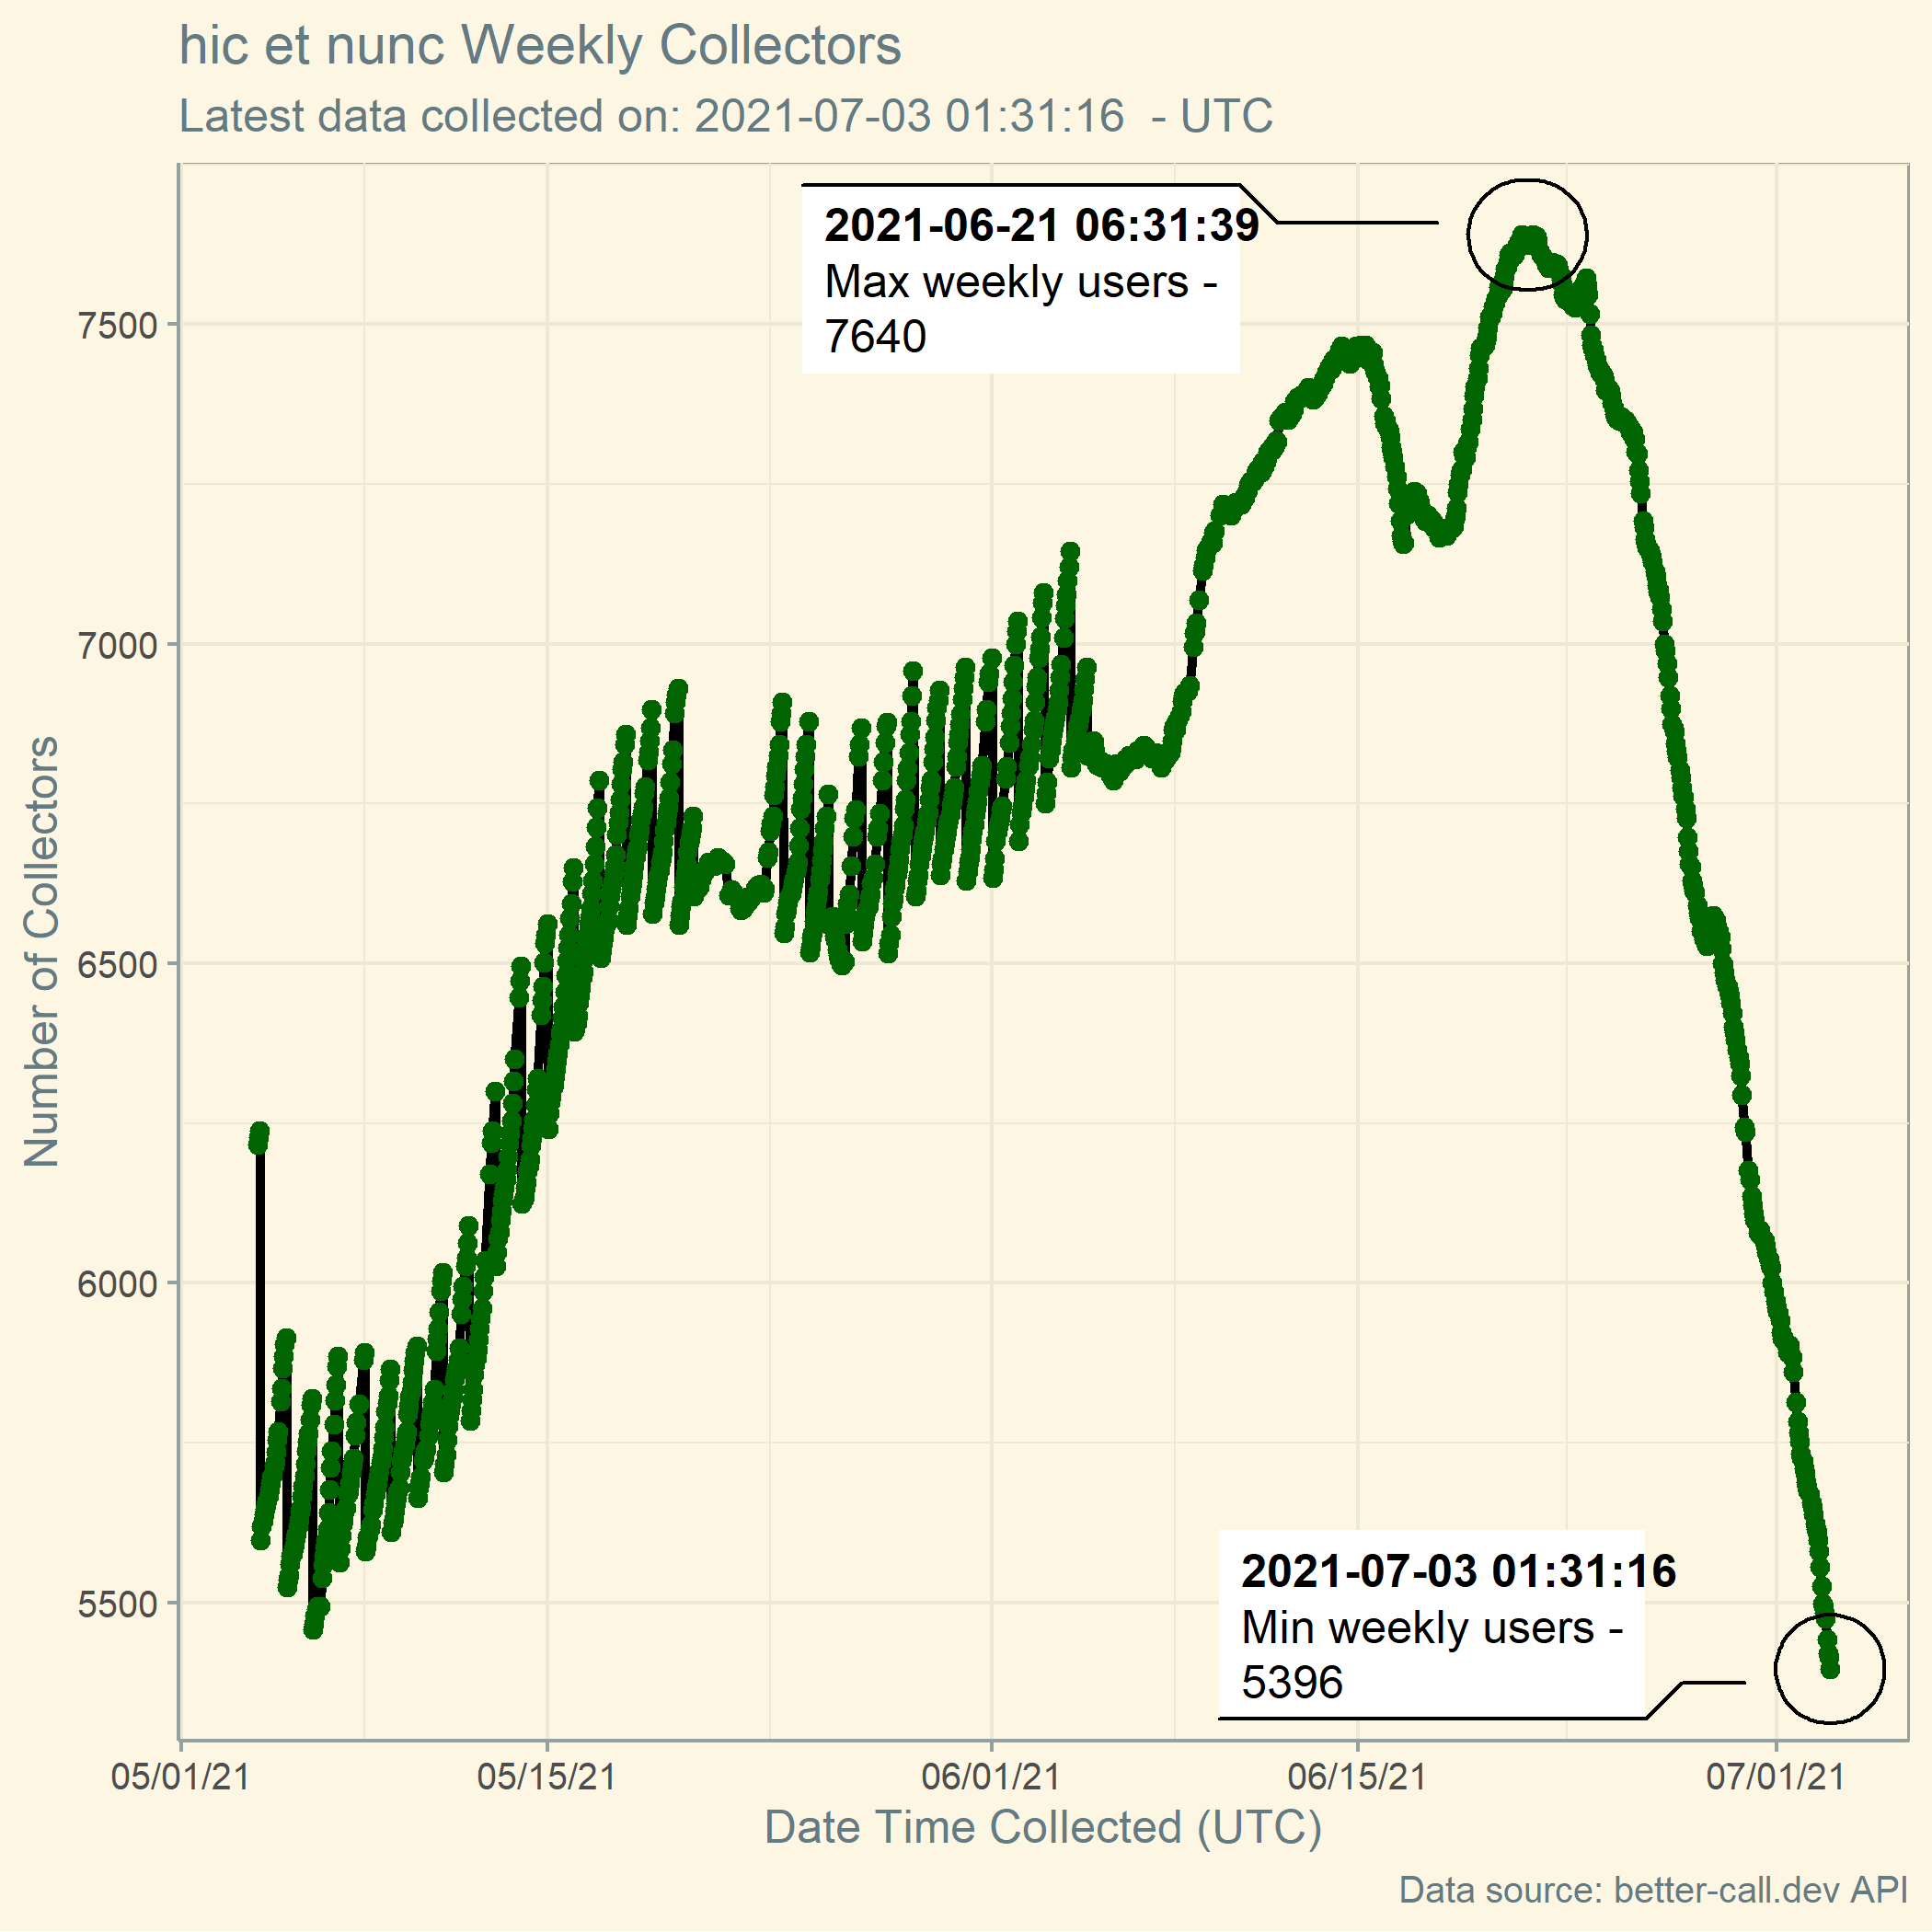 hic et nunc Weekly Collectors
Latest data collected on: 2021-07-03 01:31:16  - UTC
2021-06-21 06:31:39
Max weekly users -
7640
7500
7000
6500
6000
5500
Number of Collectors
2021-07-03 01:31:16
Min weekly users -
5396
05/01/21
05/15/21
06/01/21
06/15/21
07/01/21
Date Time Collected (UTC)
Data source: better-call.dev API